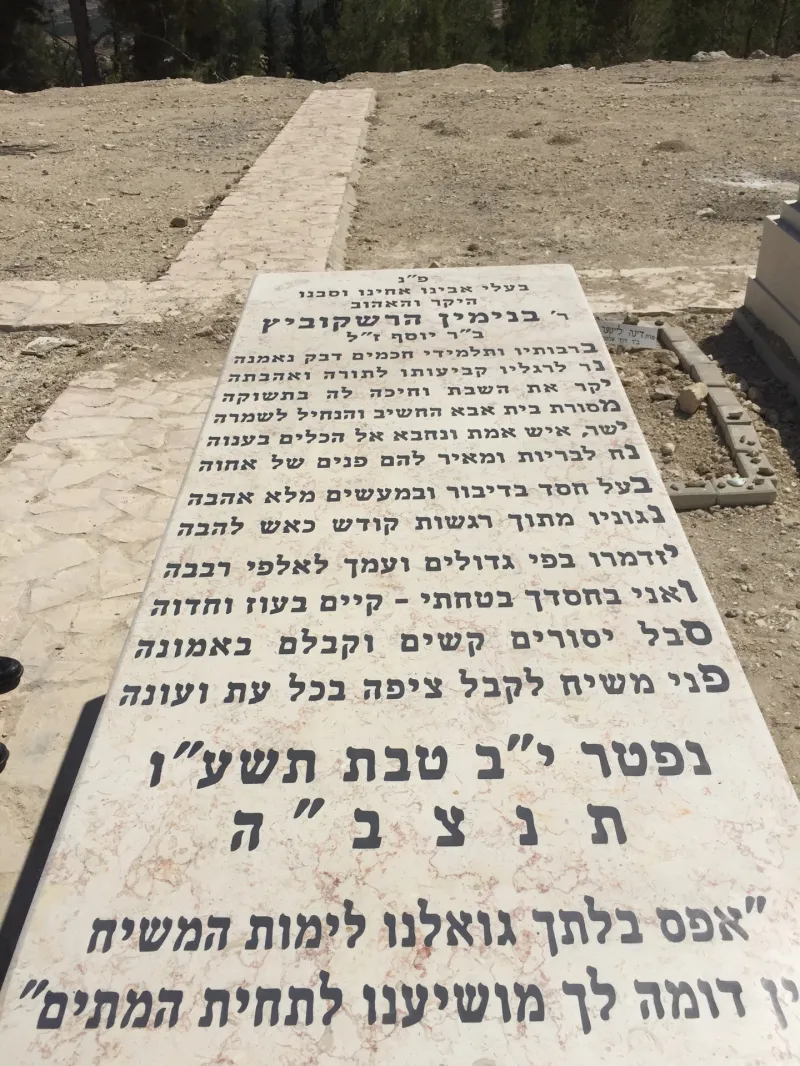 פ"נ
בעלי אבינו אחינו וסבנו
היקר והאהוב
ר' בנימין הרשקוביץ
ב"ר יוסף ז"ל
ברבותיו ותלמידי חכמים דבק נאמנה
נר לרגליו קביעותו לתורה ואהבתה
יקר את השבת וחיכה לה בתשוקה
מסורת בית אבא החשיב והנחיל לשמרה
ישר, איש אמת ונחבא אל הכלים בענוה
נח לבריות ומאיר להם פנים של אחוה
בעל חסד בדיבור ובמעשים מלא אהבה
נגוניו מתוך רגשות קודש כאש להבה
יזדמרו בפי גדולים ועמך לאלפי רבבה
ואני בחסדך בטחתי - קיים בעוז וחדוה
סבל יסורים קשים וקבלם באמונה
פני משיח לקבל ציפה בכל עת ועונה
נפטר י"ב טבת תשע"ו
ת נ צ ב "ה
"אפס בלתך גואלנו לימות המשיח
ין דומה לך מושיענו לתחית המתים"